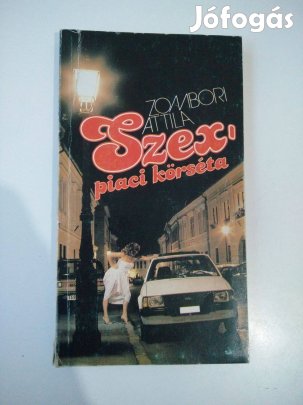 Jófogás
ZOMBORI
ATTILA
Szex-
piaci körséta